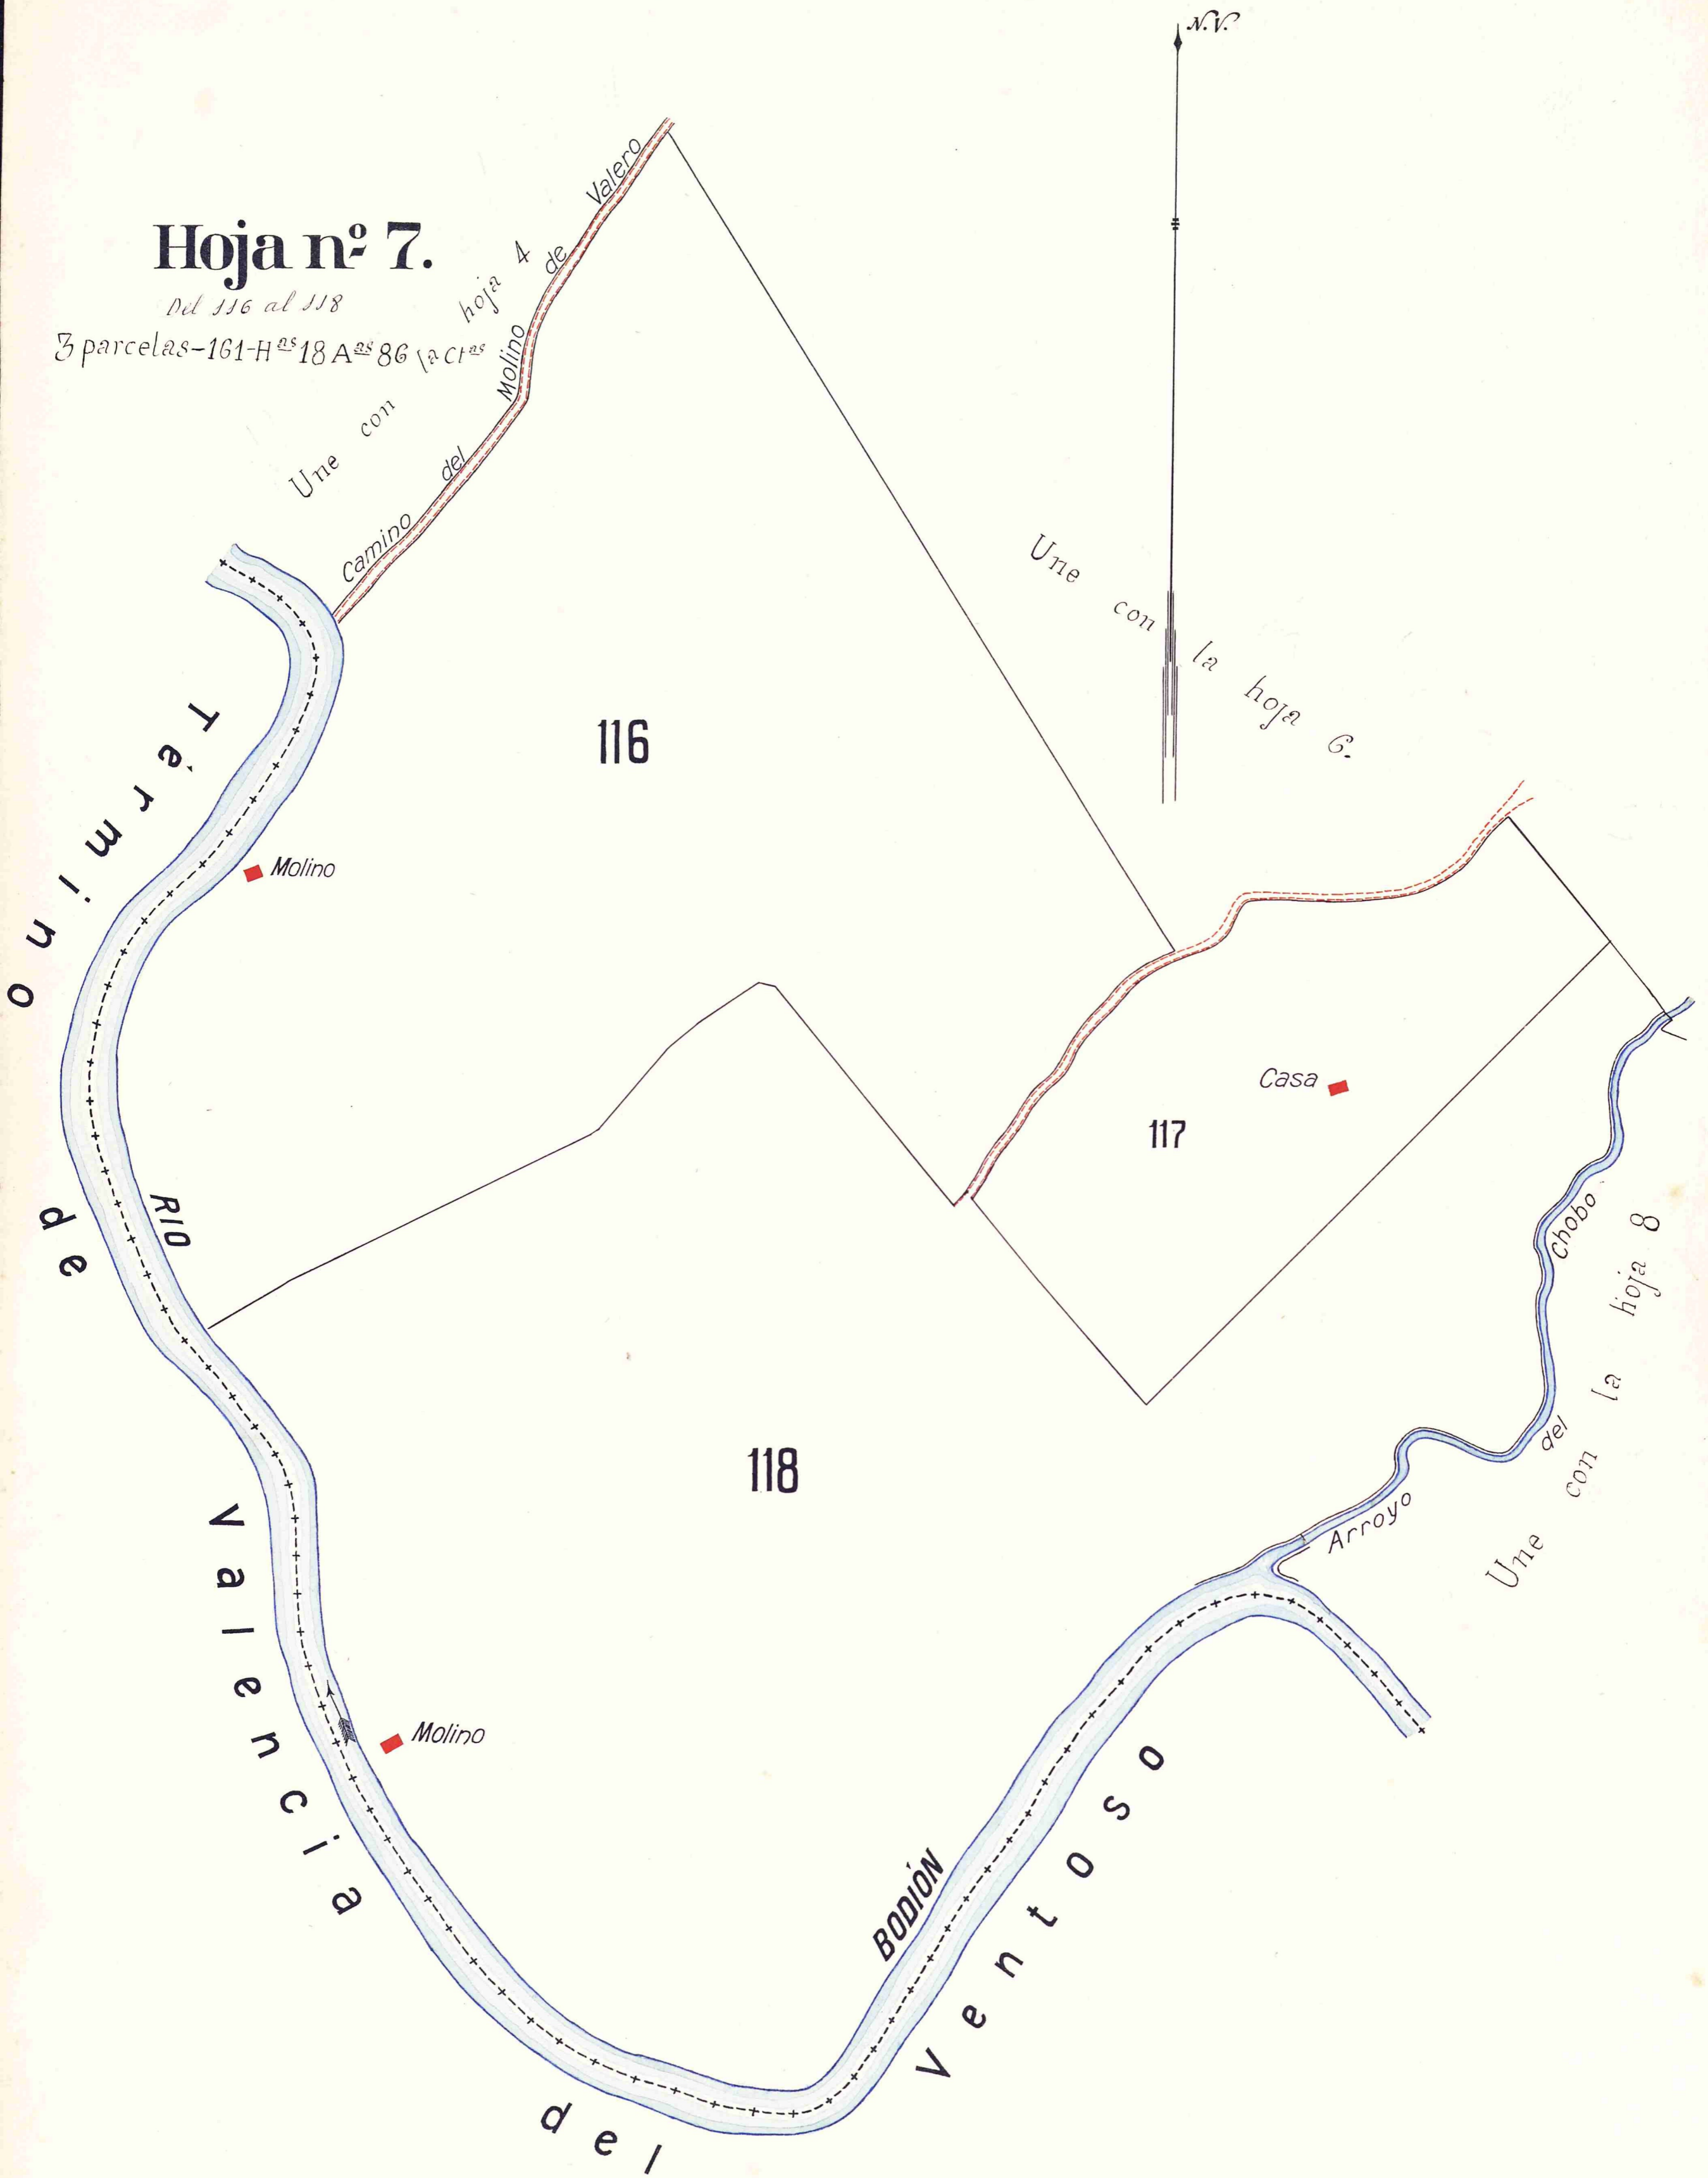 N.V.
Hoja nº 7.
Del 116 al 118
3 parcelas-161-Has 18 Aas 86 Ctas
Une con hoja 4
Camino del Molino de Valero
Une con la hoja 6.
116
Molino
Casa
117
RIO
118
Molino
BODIÓN
Arroyo del Chobo
Une con la hoja 8
Término de Valencia del Ventoso